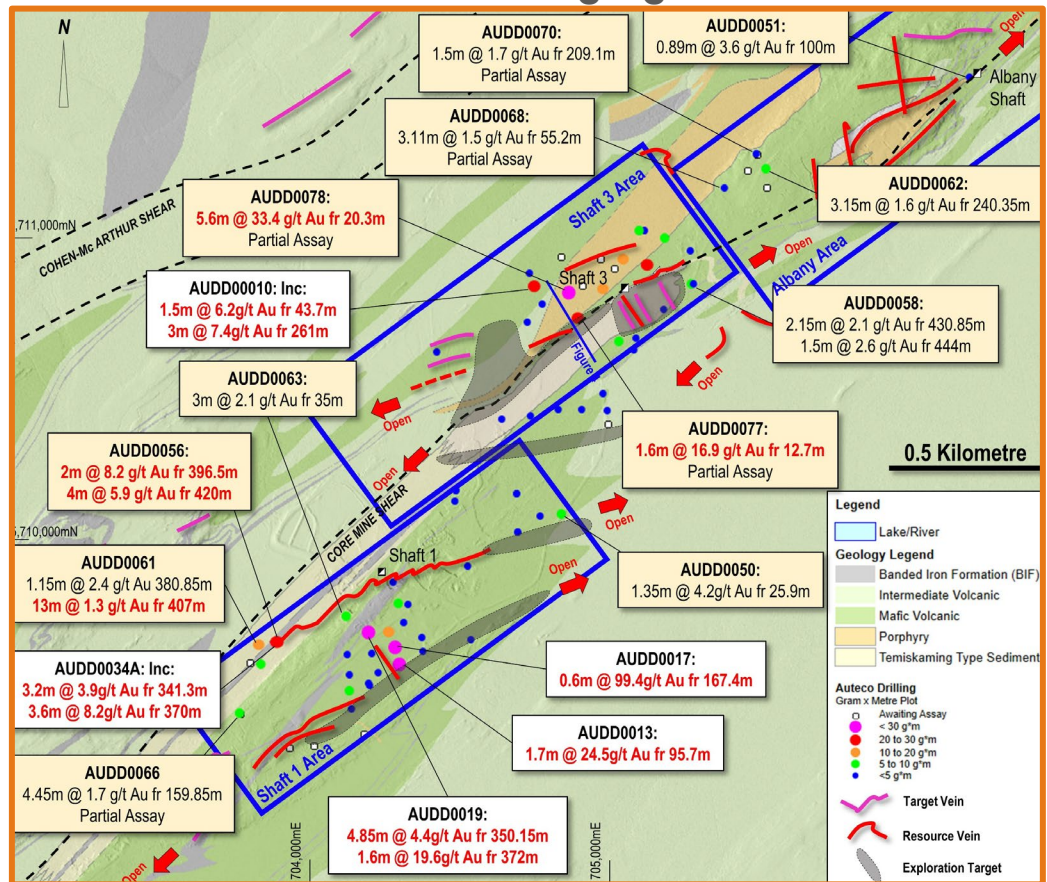 N
AUDD0070:
1.5m @ 1.7 g/t Au fr 209.1m
Partial Assay
AUDD0051:
0.89m @ 3.6 g/t Au fr 100m
Open
Albany
Shaft
AUDD0068:
3.11m @ 1.5 g/t Au fr 55.2m
Partial Assay
AUDD0062:
3.15m @ 1.6 g/t Au fr 240.35m
AUDD0078:
5.6m @ 33.4 g/t Au fr 20.3m
Partial Assay
Shaft 3 Area
,711,000mN
COHEN-Mc ARTHUR SHEAR
Open
Albany Area
Shaft 3
AUDD00010: Inc:
1.5m @ 6.2g/t Au fr 43.7m
3m @ 7.4g/t Au fr 261m
AUDD0058:
2.15m @ 2.1 g/t Au fr 430.85m
1.5m @ 2.6 g/t Au fr 444m
Figure
Open
AUDD0063:
3m @ 2.1 g/t Au fr 35m
Open
AUDD0077:
1.6m @ 16.9 g/t Au fr 12.7m
Partial Assay
AUDD0056:
2m @ 8.2 g/t Au fr 396.5m
4m @ 5.9 g/t Au fr 420m
Open
0.5 Kilometre
CORE MINE SHEAR
,710,000mN
Open
Shaft 1
AUDD0061
1.15m @ 2.4 g/t Au 380.85m
13m @ 1.3 g/t Au fr 407m
Open
AUDD0050:
1.35m @ 4.2g/t Au fr 25.9m
AUDD0034A: Inc:
3.2m @ 3.9g/t Au fr 341.3m
3.6m @ 8.2g/t Au fr 370m
AUDD0017:
0.6m @ 99.4g/t Au fr 167.4m
AUDD0013:
1.7m @ 24.5g/t Au fr 95.7m
AUDD0066
4.45m @ 1.7 g/t Au fr 159.85m
Partial Assay
Shaft 1 Area
AUDD0019:
4.85m @ 4.4g/t Au fr 350.15m
1.6m @ 19.6g/t Au fr 372m
Open
704,000mE
705,000mE
Legend
Lake/River
Geology Legend
Banded Iron Formation (BIF)
Intermediate Volcanic
Mafic Volcanic
Porphyry
Temiskaming Type Sediment
Auteco Drilling
Gram x Metre Plot
Awaiting Assay
< 30 g*m
20 to 30 g*m
10 to 20 g*m
5 to 10 g*m
<5 g*m
Target Vein
Resource Vein
Exploration Target